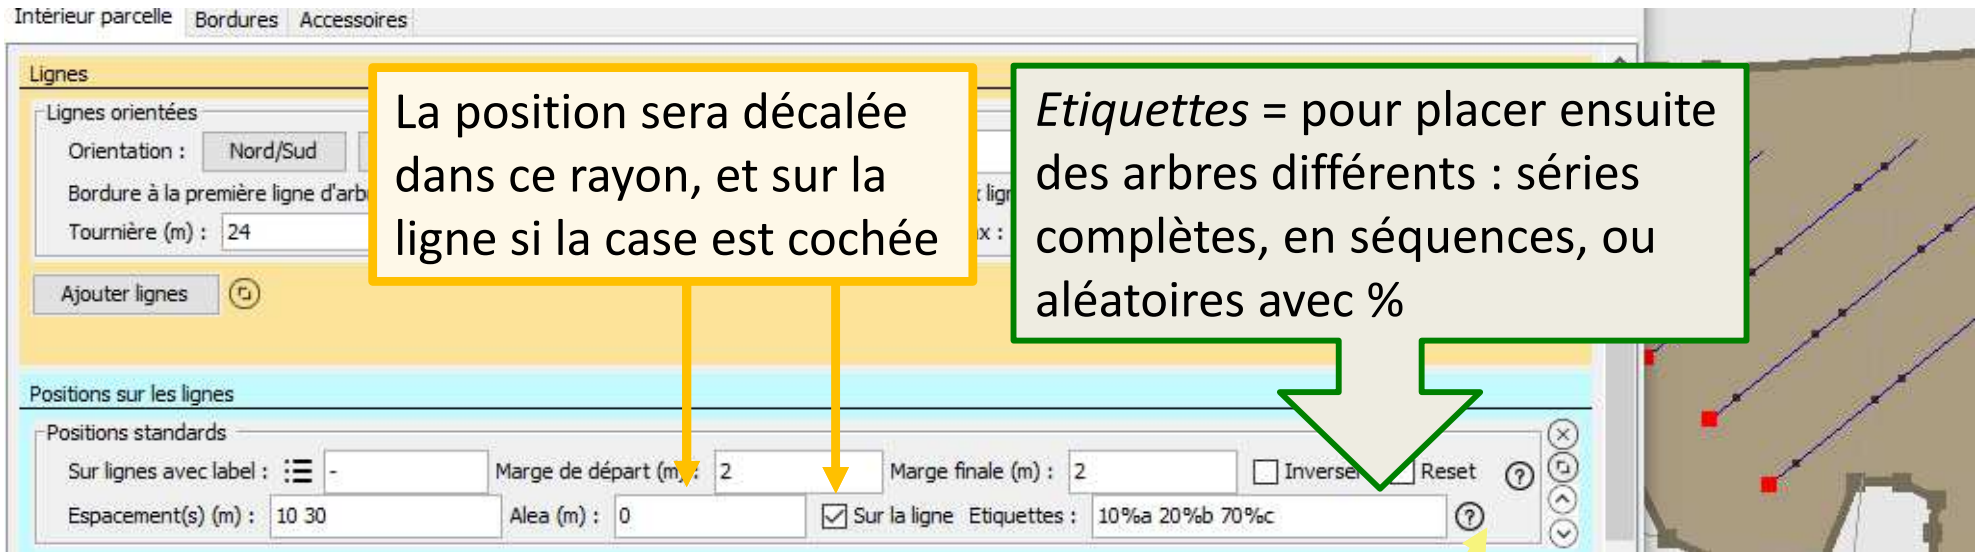 Intérieur parcelle Bordures Accessoires
Lignes
Lignes orientées
Orientation : Nord/Sud
Bordure à la première ligne d'arb
Tournière (m) : 24
Ajouter lignes
La position sera décalée
dans ce rayon, et sur la
ligne si la case est cochée
Etiquettes = pour placer ensuite
des arbres différents : séries
complètes, en séquences, ou
aléatoires avec %
Positions sur les lignes
Positions standards
Sur lignes avec label : - Marge de départ (m) : 2 Marge finale (m) : 2 Inverser Reset
Espacement(s) (m) : 10 30 Alea (m) : 0 Sur la ligne Etiquettes : 10%a 20%b 70%c